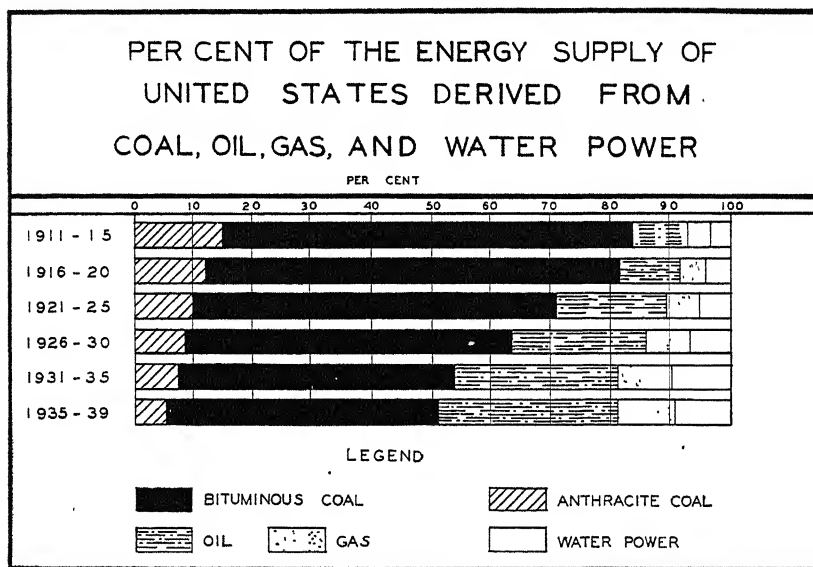 PER CENT OF THE ENERGY SUPPLY OF
UNITED STATES DERIVED FROM
COAL, OIL, GAS, AND WATER POWER
PER CENT
0 10 20 30 40 50 60 70 80 90 100
1911-15
1916-20
1921-25
1926-30
1931-35
1935-39
LEGEND
BITUMINOUS COAL ANTHRACITE COAL
OIL GAS WATER POWER